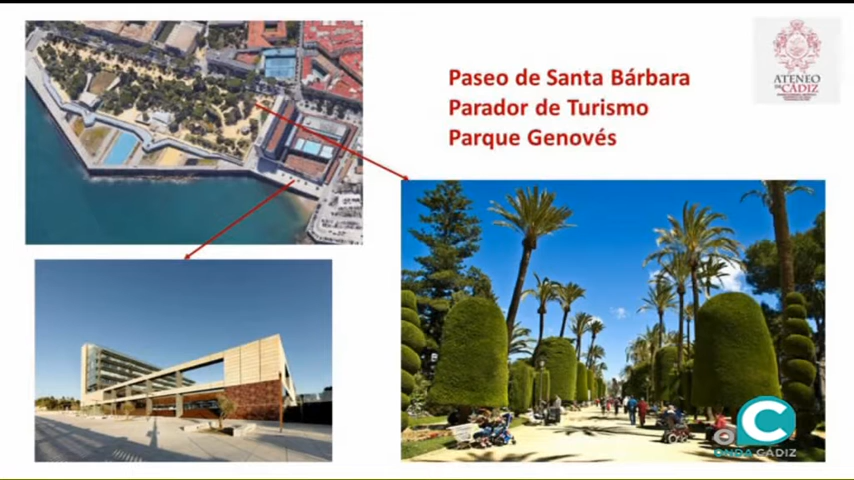 Paseo de Santa Bárbara
Parador de Turismo
Parque Genovés
ATENEO
DE CÁDIZ
ONDA CÁDIZ